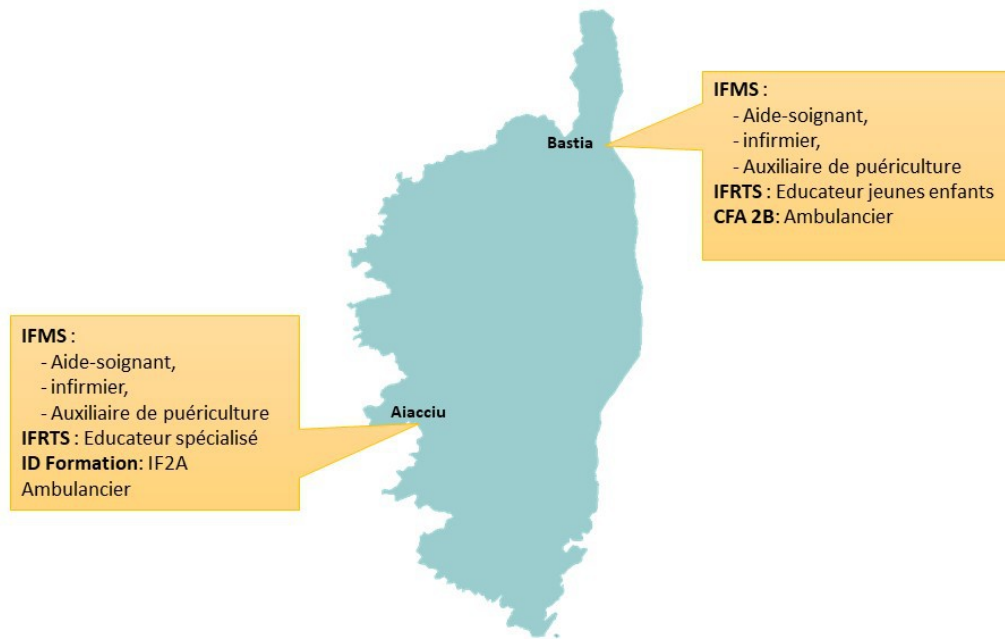 IFMS :
- Aide-soignant,
- infirmier,
- Auxiliaire de puériculture
IFRTS : Educateur jeunes enfants
CFA 2B: Ambulancier
Bastia
IFMS :
- Aide-soignant,
- infirmier,
- Auxiliaire de puériculture
IFRTS : Educateur spécialisé
ID Formation: IF2A
Ambulancier
Aiacciu